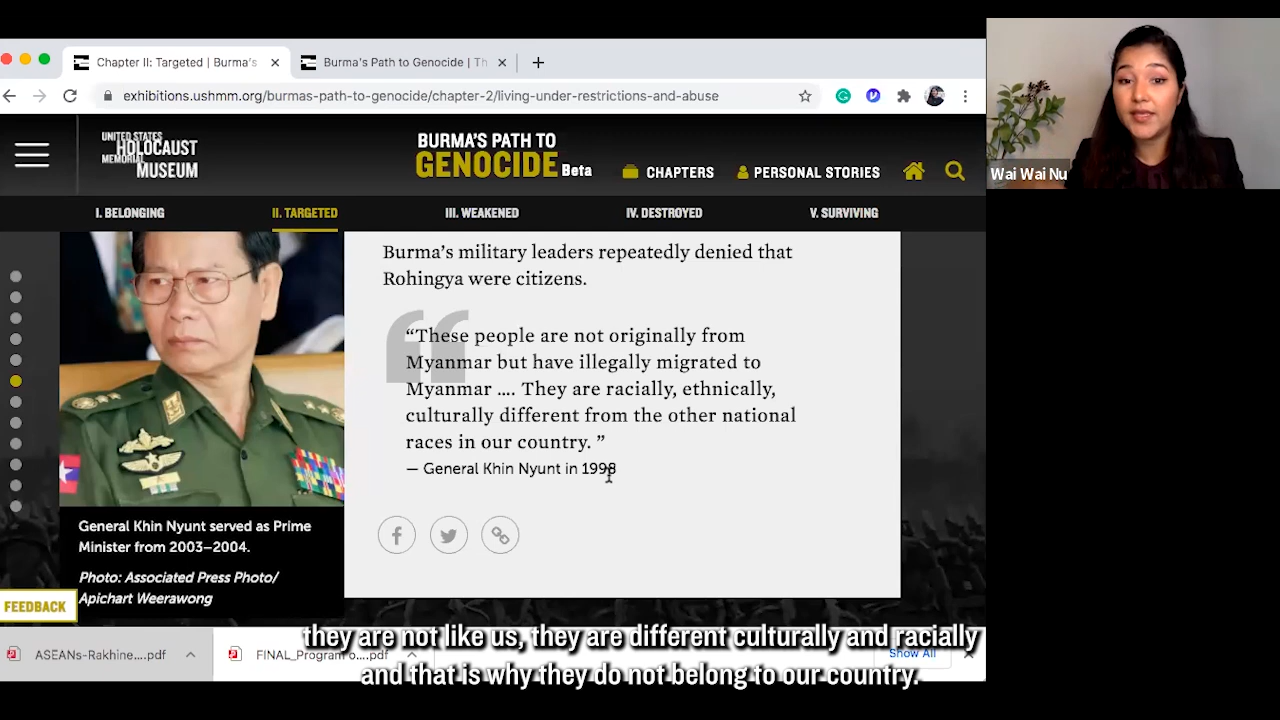 Chapter II: Targeted | Burma's
Burma's Path to Genocide | Th
exhibitions.ushmm.org/burmas-path-to-genocide/chapter-2/living-under-restrictions-and-abuse
UNITED STATES
HOLOCAUST
MEMORIAL
MUSEUM
BURMA'S PATH TO
GENOCIDE Beta
CHAPTERS
PERSONAL STORIES
I. BELONGING
II. TARGETED
III. WEAKENED
IV. DESTROYED
V. SURVIVING
Wai Wai Nu
Burma's military leaders repeatedly denied that
Rohingya were citizens.
“These people are not originally from
Myanmar but have illegally migrated to
Myanmar .... They are racially, ethnically,
culturally different from the other national
races in our country. ”
— General Khin Nyunt in 1998
General Khin Nyunt served as Prime
Minister from 2003–2004.
Photo: Associated Press Photo/
Apichart Weerawong
FEEDBACK
ASEANs-Rakhine....pdf
FINAL_Program o....pdf
Show All
they are not like us, they are different culturally and racially
and that is why they do not belong to our country.